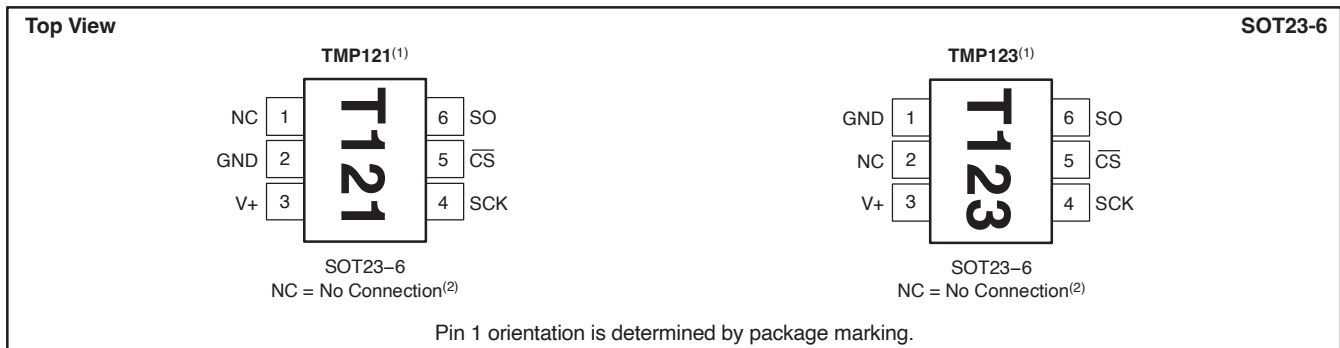 Top View SOT23-6
TMP121(1) TMP123(1)
NC 1 T121 6 SO GND 1 T123 6 SO
GND 2 5 C̅S̅ NC 2 5 C̅S̅
V+ 3 4 SCK V+ 3 4 SCK
SOT23–6 SOT23–6
NC = No Connection(2) NC = No Connection(2)
Pin 1 orientation is determined by package marking.